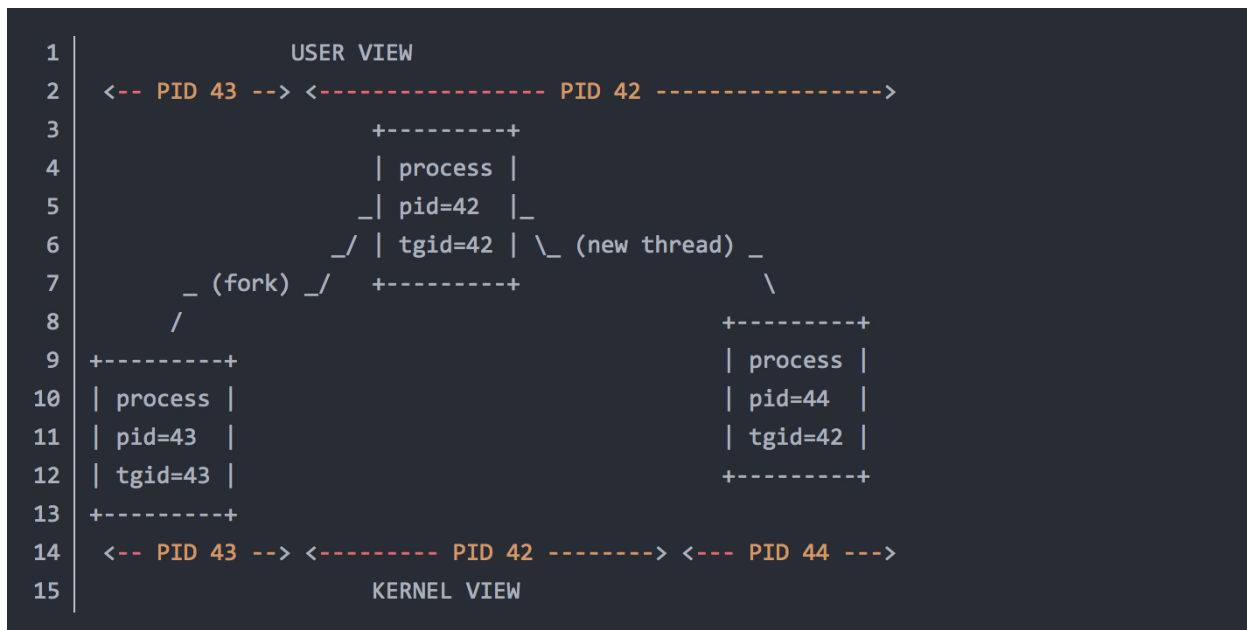 1                 USER VIEW
2   <-- PID 43 --> <----------------- PID 42 ----------------->
3                       +---------+
4                       | process |
5                      _| pid=42  |_
6                    _/ | tgid=42 | \_ (new thread) _
7         _ (fork) _/   +---------+                  \
8        /                                        +---------+
9  +---------+                                    | process |
10 | process |                                    | pid=44  |
11 | pid=43  |                                    | tgid=42 |
12 | tgid=43 |                                    +---------+
13 +---------+
14  <-- PID 43 --> <--------- PID 42 --------> <--- PID 44 --->
15                      KERNEL VIEW